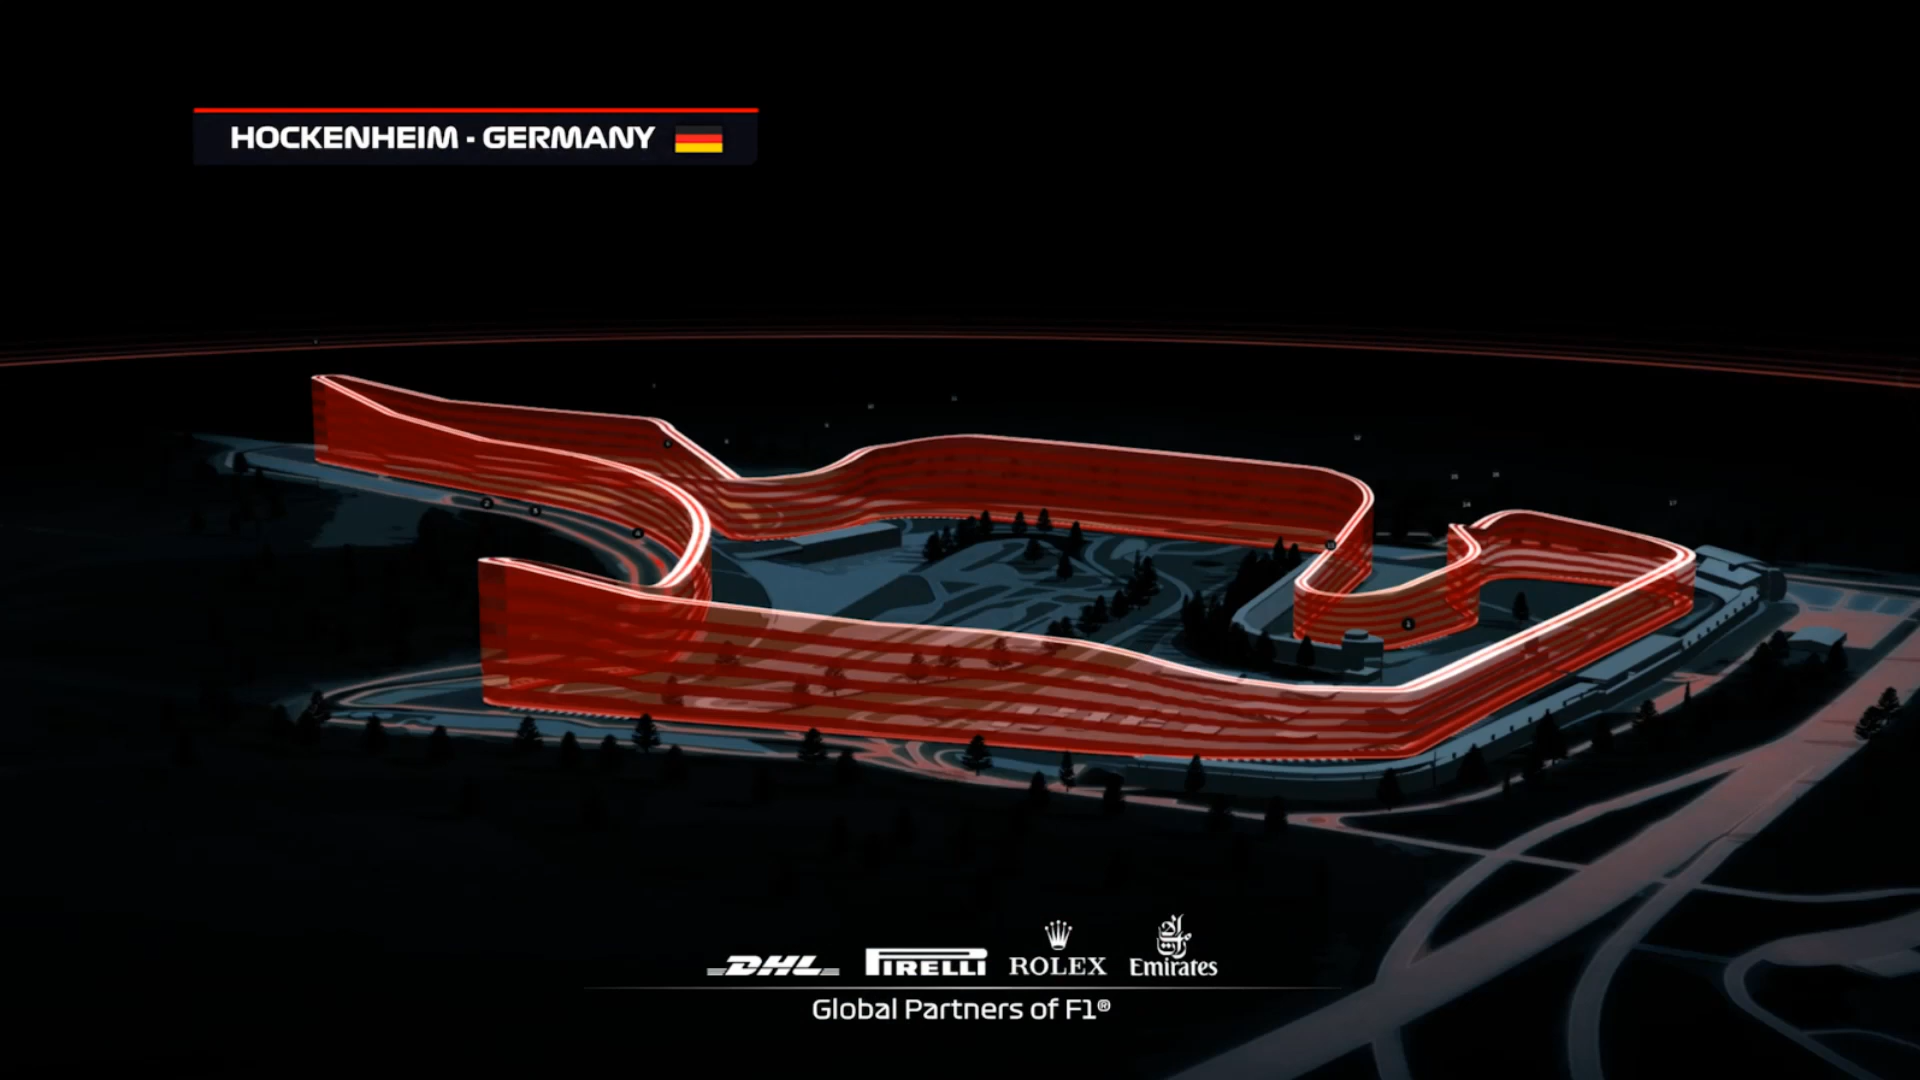 HOCKENHEIM - GERMANY
DHL PIRELLI ROLEX Emirates
Global Partners of F1®